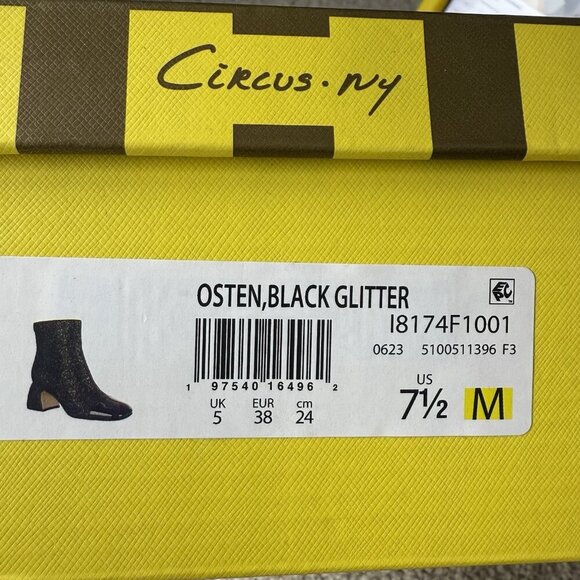 Circus.ny
OSTEN,BLACK GLITTER
I8174F1001
0623 5100511396 F3
1 97540 16496 2
UK EUR cm
5 38 24
US
7½ M